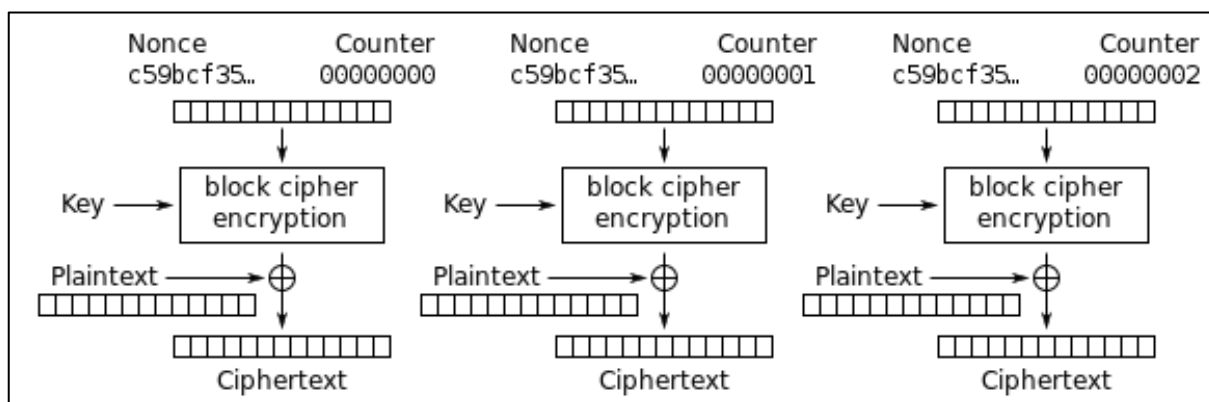 Nonce Counter Nonce Counter Nonce Counter
c59bcf35… 00000000 c59bcf35… 00000001 c59bcf35… 00000002
Key block cipher encryption Key block cipher encryption Key block cipher encryption
Plaintext Plaintext Plaintext
Ciphertext Ciphertext Ciphertext